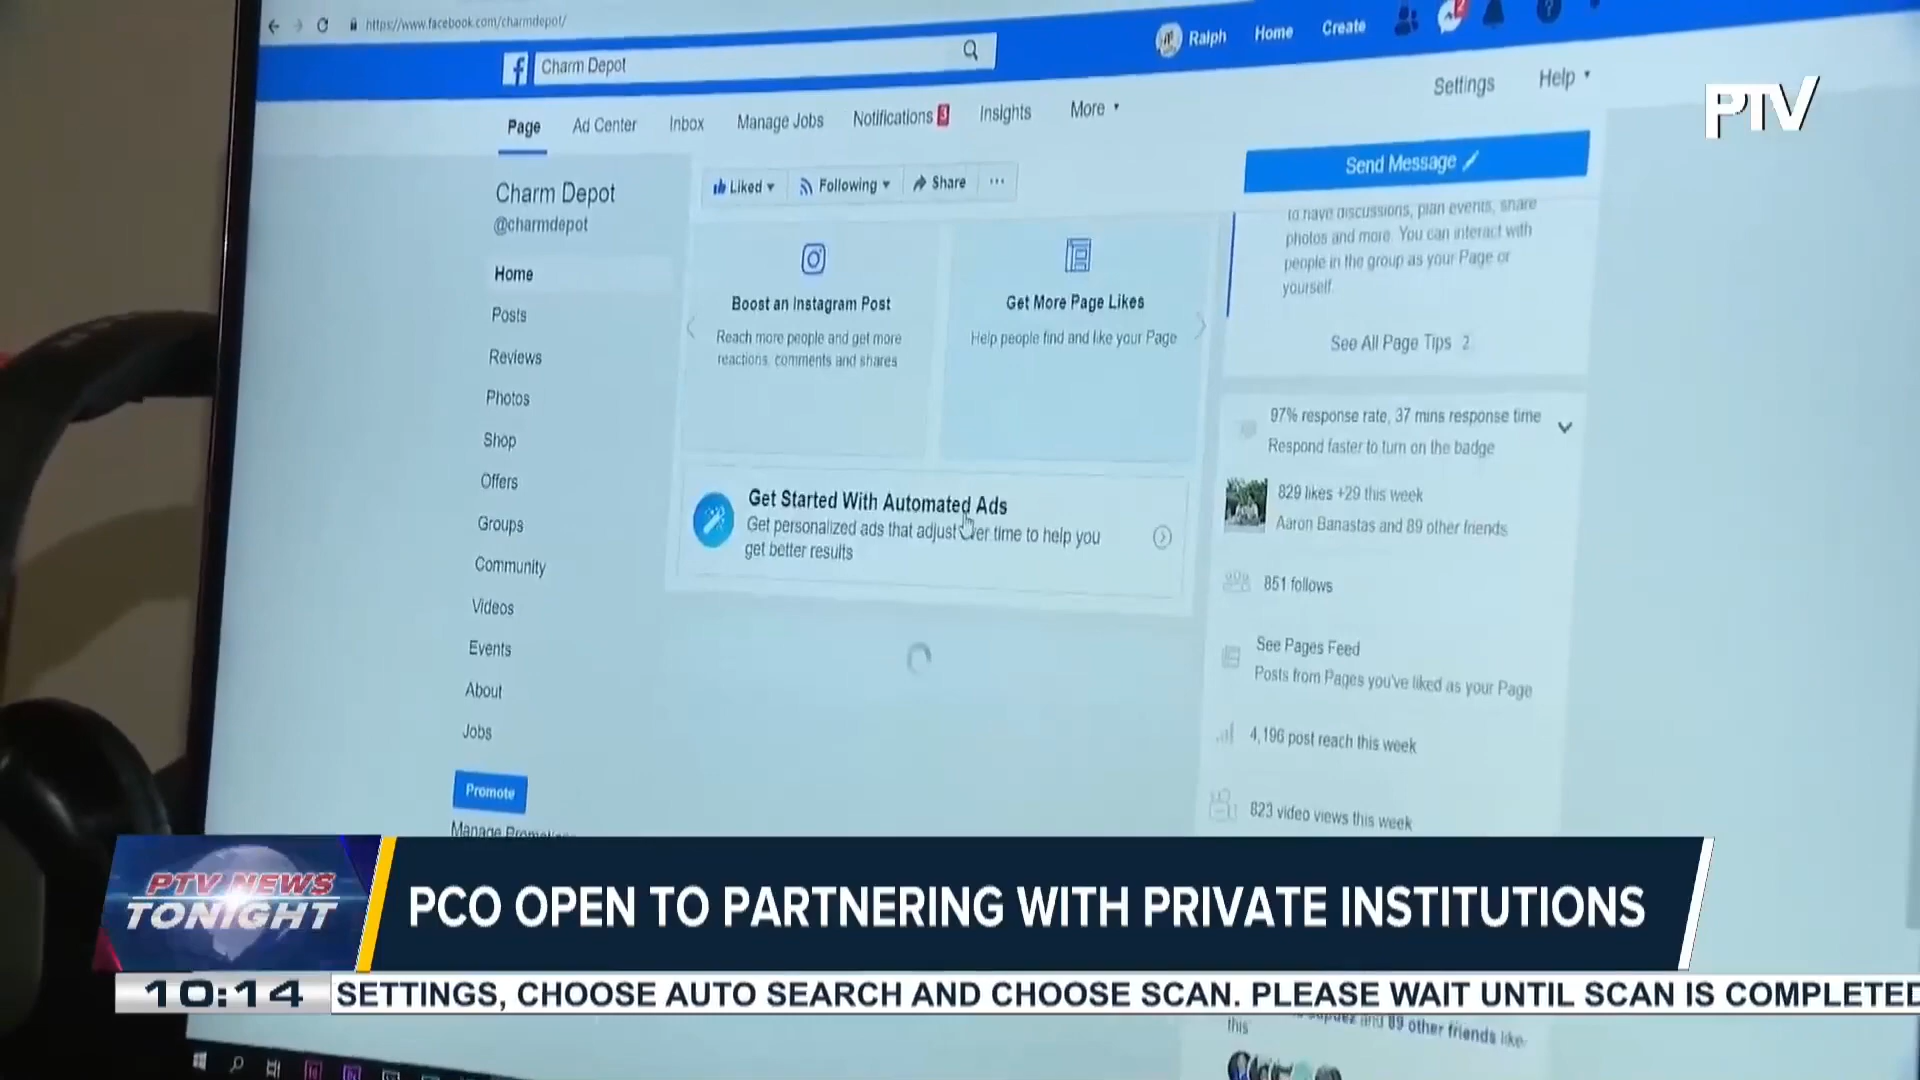 https://www.facebook.com/charmdepot/
Charm Depot
Ralph
Home
Create
2
Page
Ad Center
Inbox
Manage Jobs
Notifications 3
Insights
More
Settings
Help
PTV
Charm Depot
@charmdepot
Home
Posts
Reviews
Photos
Shop
Offers
Groups
Community
Videos
Events
About
Jobs
Promote
Liked
Following
Share
Boost an Instagram Post
Reach more people and get more
reactions, comments and shares
Get More Page Likes
Help people find and like your Page
Get Started With Automated Ads
Get personalized ads that adjust over time to help you
get better results
Send Message
to have discussions, plan events, share
photos and more. You can interact with
people in the group as your Page or
yourself.
See All Page Tips 2
97% response rate, 37 mins response time
Respond faster to turn on the badge
829 likes +29 this week
Aaron Banastas and 89 other friends
851 follows
See Pages Feed
Posts from Pages you've liked as your Page
4,196 post reach this week
823 video views this week
PTV NEWS
TONIGHT
PCO OPEN TO PARTNERING WITH PRIVATE INSTITUTIONS
10:14
SETTINGS, CHOOSE AUTO SEARCH AND CHOOSE SCAN. PLEASE WAIT UNTIL SCAN IS COMPLETED
and 89 other friends like
this